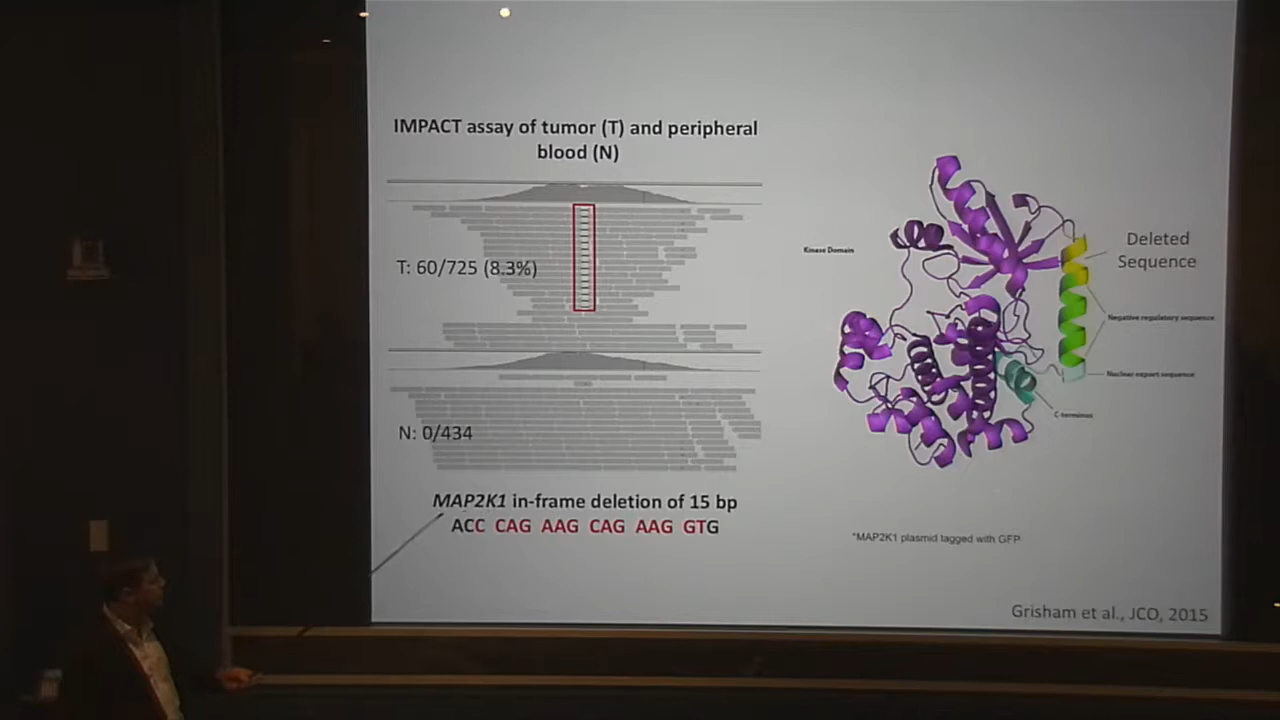 IMPACT assay of tumor (T) and peripheral
blood (N)
T: 60/725 (8.3%)
N: 0/434
MAP2K1 in-frame deletion of 15 bp
ACC CAG AAG CAG AAG GTG
Kinase Domain
Deleted
Sequence
Negative regulatory sequence
Nuclear export sequence
C-terminus
*MAP2K1 plasmid tagged with GFP
Grisham et al., JCO, 2015